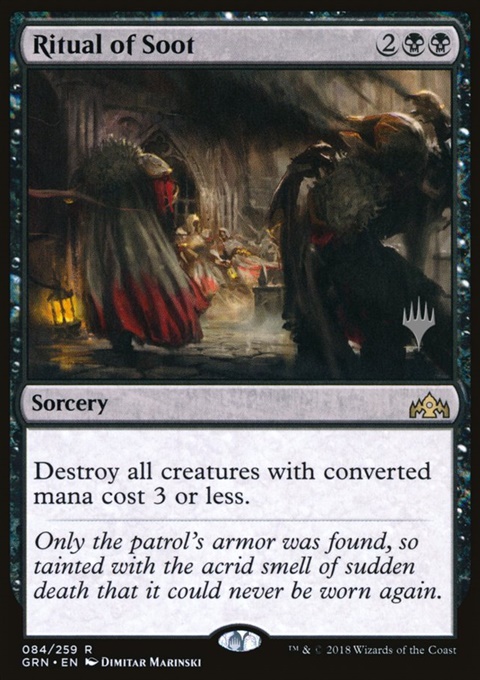 Ritual of Soot 2
Sorcery
Destroy all creatures with converted
mana cost 3 or less.
Only the patrol's armor was found, so
tainted with the acrid smell of sudden
death that it could never be worn again.
084/259 R
GRN • EN Dimitar Marinski
™ & © 2018 Wizards of the Coast